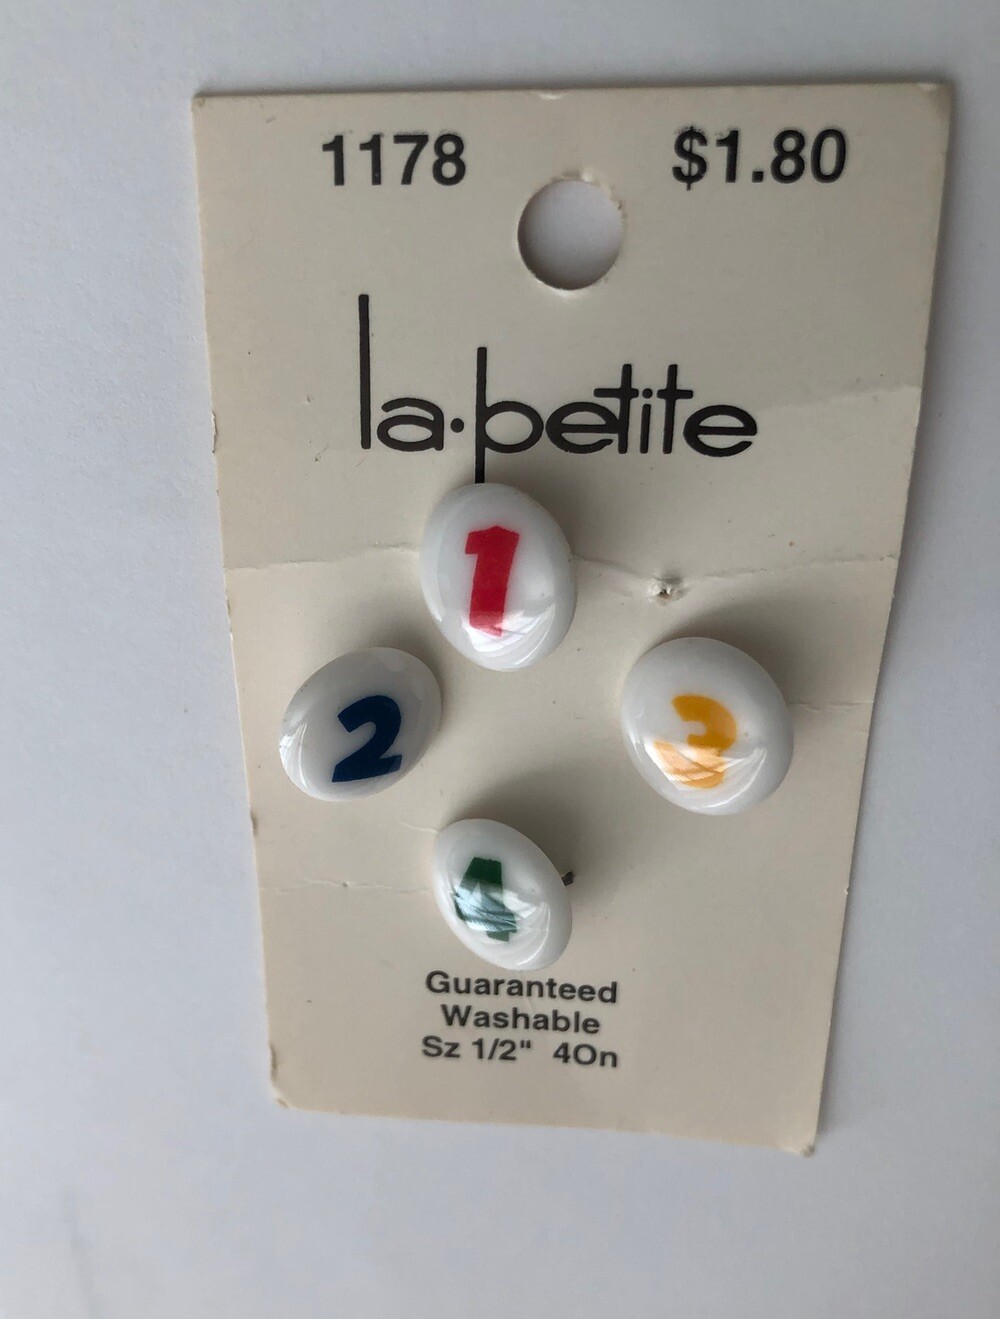 1178 $1.80
la·petite
1
2 3
4
Guaranteed
Washable
Sz 1/2" 4On